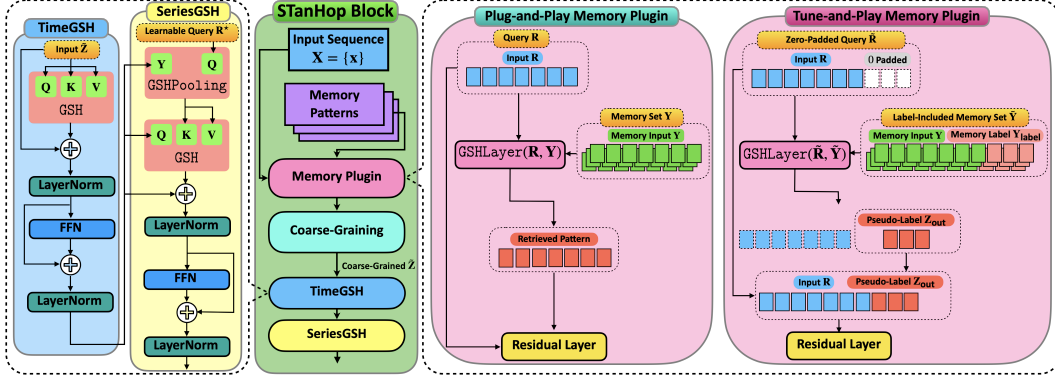 TimeGSH
Input Ẑ
Q K V
GSH
LayerNorm
FFN
LayerNorm
SeriesGSH
Learnable Query R*
Y Q
GSHPooling
Q K V
GSH
LayerNorm
FFN
LayerNorm
STanHop Block
Input Sequence
X = {x}
Memory
Patterns
Memory Plugin
Coarse-Graining
Coarse-Grained Ẑ
TimeGSH
SeriesGSH
Plug-and-Play Memory Plugin
Query R
Input R
Memory Set Y
Memory Input Y
GSHLayer(R, Y)
Retrieved Pattern
Residual Layer
Tune-and-Play Memory Plugin
Zero-Padded Query R̃
Input R 0 Padded
Label-Included Memory Set Ỹ
Memory Input Y Memory Label Y_label
GSHLayer(R̃, Ỹ)
Pseudo-Label Z_out
Input R Pseudo-Label Z_out
Residual Layer